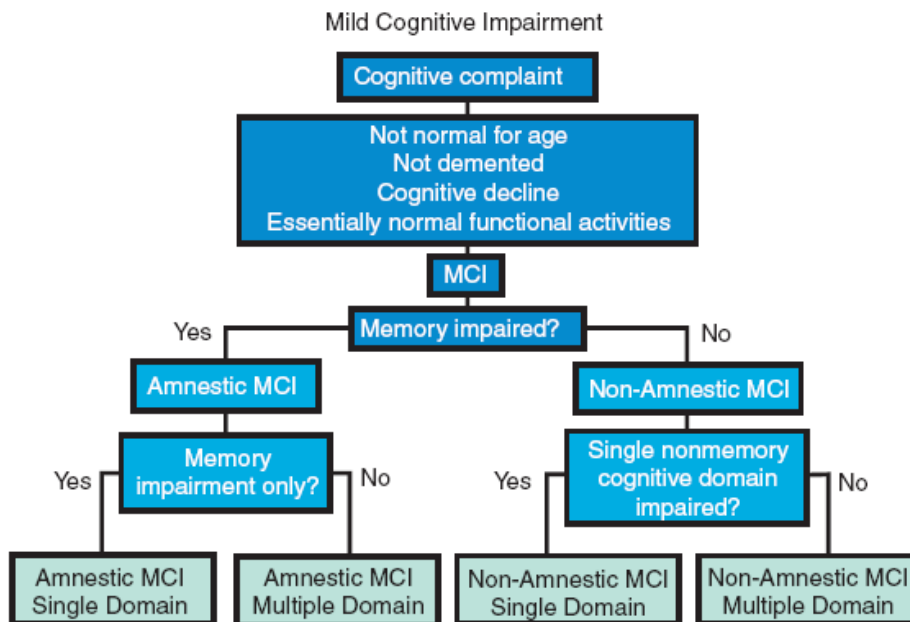 Mild Cognitive Impairment
Cognitive complaint
Not normal for age
Not demented
Cognitive decline
Essentially normal functional activities
MCI
Memory impaired?
Yes
No
Amnestic MCI
Non-Amnestic MCI
Memory
impairment only?
Yes
No
Single nonmemory
cognitive domain
impaired?
Yes
No
Amnestic MCI
Single Domain
Amnestic MCI
Multiple Domain
Non-Amnestic MCI
Single Domain
Non-Amnestic MCI
Multiple Domain